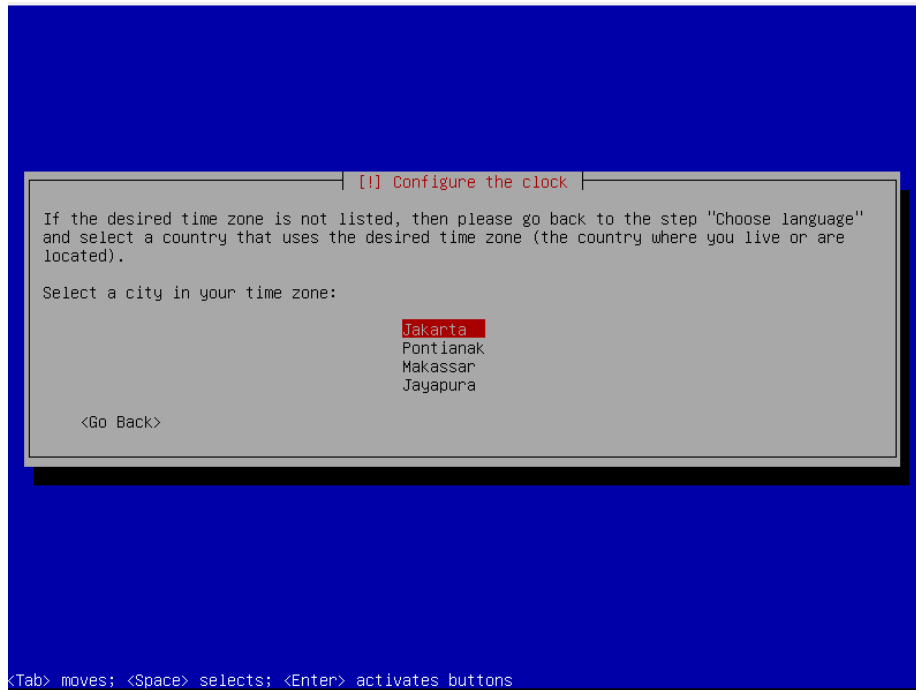 [!] Configure the clock
If the desired time zone is not listed, then please go back to the step "Choose language"
and select a country that uses the desired time zone (the country where you live or are
located).
Select a city in your time zone:
Jakarta
Pontianak
Makassar
Jayapura
<Go Back>
<Tab> moves; <Space> selects; <Enter> activates buttons